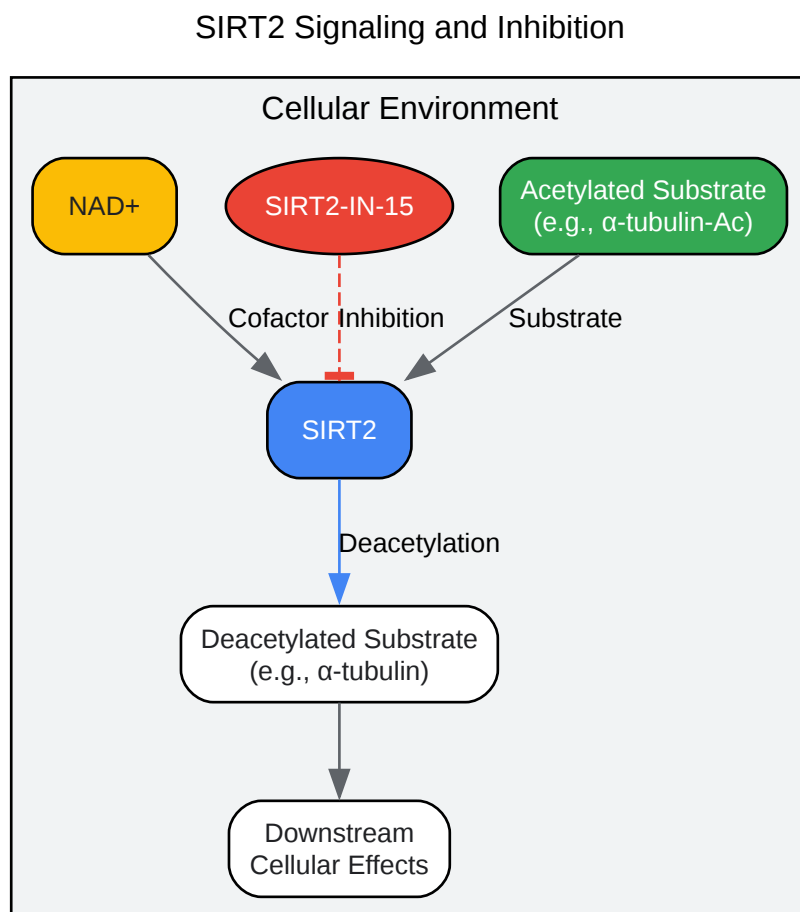 SIRT2 Signaling and Inhibition
Cellular Environment
NAD+
SIRT2-IN-15
Acetylated Substrate
(e.g., α-tubulin-Ac)
Cofactor
Inhibition
Substrate
SIRT2
Deacetylation
Deacetylated Substrate
(e.g., α-tubulin)
Downstream
Cellular Effects